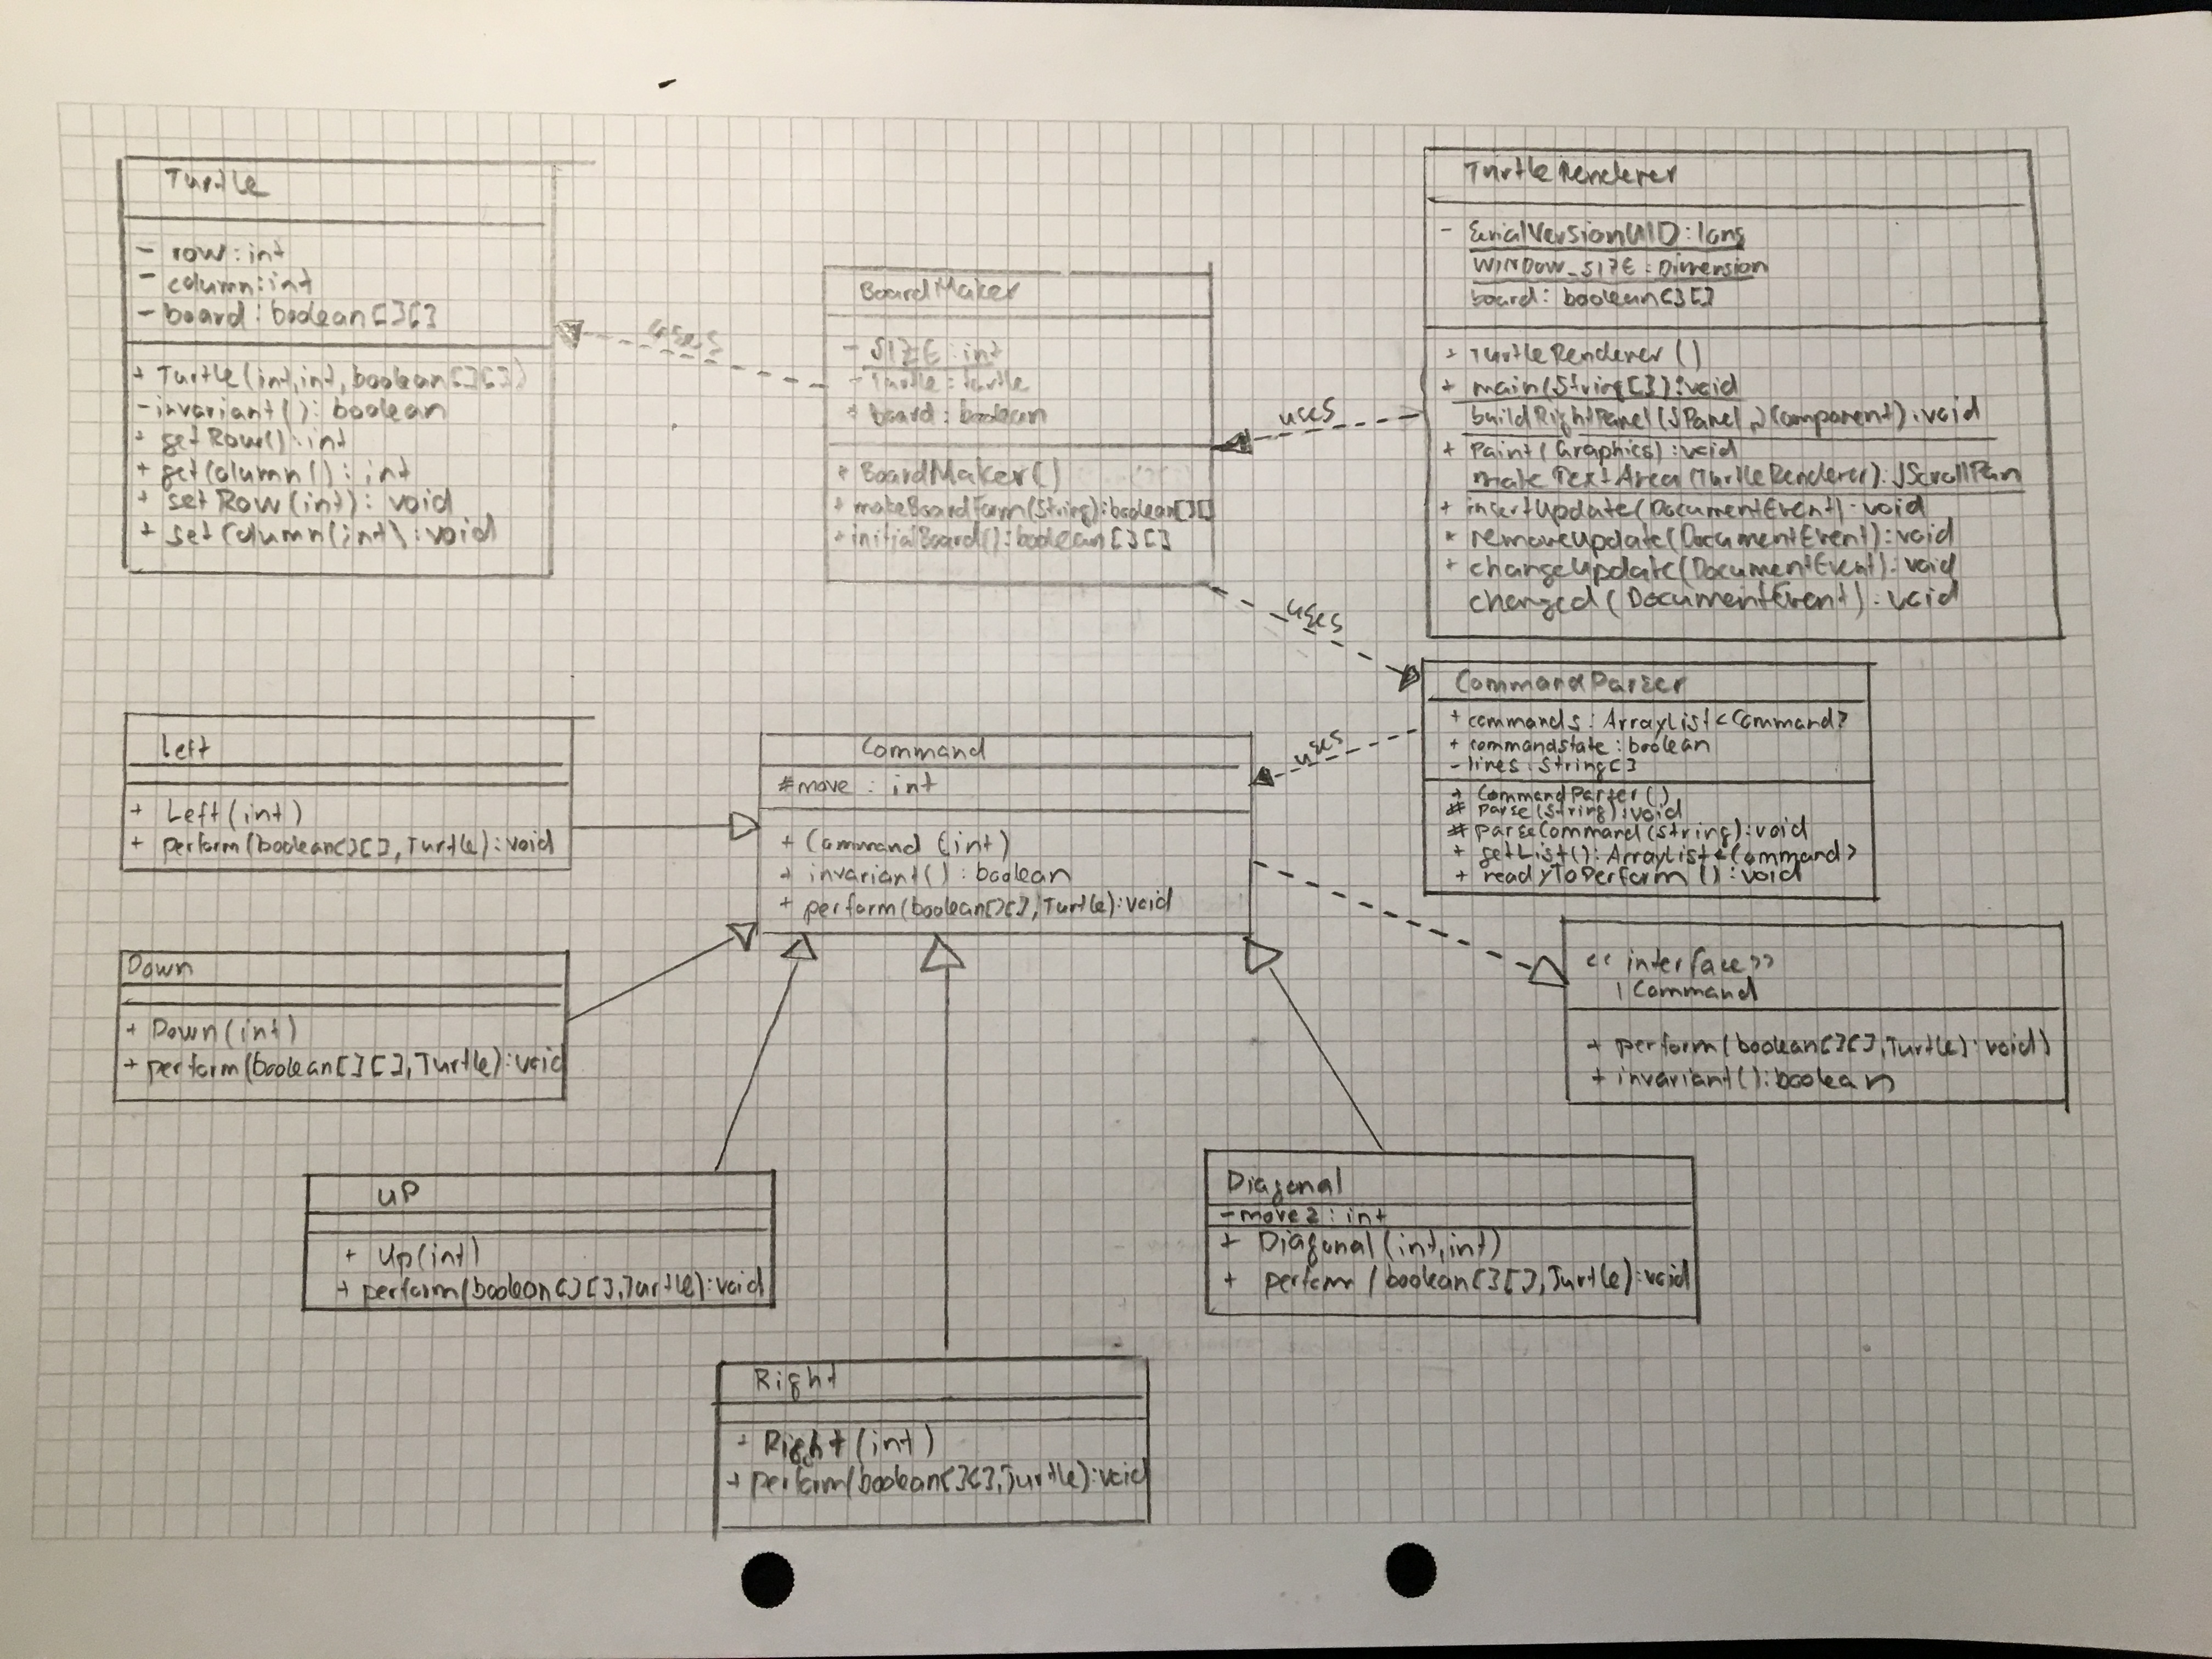 Turtle
- row : int
- column : int
- board : boolean[][]
+ Turtle(int,int,boolean[][])
- invariant() : boolean
+ getRow() : int
+ getColumn() : int
+ setRow(int) : void
+ setColumn(int) : void
uses
BoardMaker
- SIZE : int
- Turtle : Turtle
+ board : boolean
+ BoardMaker()
+ makeBoardForm(String) : boolean[][]
+ initialBoard() : boolean[][]
uses
TurtleRenderer
- SerialVersionUID : long
WINDOW_SIZE : Dimension
board : boolean[][]
+ TurtleRenderer()
+ main(String[]) : void
buildRightPanel(JPanel, JComponent) : void
+ Paint(Graphics) : void
make TextArea(TurtleRenderer) : JScrollPan
+ insertUpdate(DocumentEvent) : void
+ removeUpdate(DocumentEvent) : void
+ changeUpdate(DocumentEvent) : void
changed(DocumentEvent) : void
uses
CommandParser
+ commands : ArrayList<Command>
+ commandstate : boolean
- lines : String[]
+ CommandParser()
# parse(String) : void
# parseCommand(String) : void
+ getList() : ArrayList<Command>
+ readyToPerform() : void
uses
Left
+ Left(int)
+ perform(boolean[][], Turtle) : void
Command
# move : int
+ Command (int)
+ invariant() : boolean
+ perform(boolean[][], Turtle) : void
<< interface >>
ICommand
+ perform(boolean[][], Turtle) : void)
+ invariant() : boolean
Down
+ Down(int)
+ perform(boolean[][], Turtle) : void
UP
+ Up(int)
+ perform(boolean[][], Turtle) : void
Diagonal
- move2 : int
+ Diagonal(int,int)
+ perform(boolean[][], Turtle) : void
Right
+ Right(int)
+ perform(boolean[][], Turtle) : void